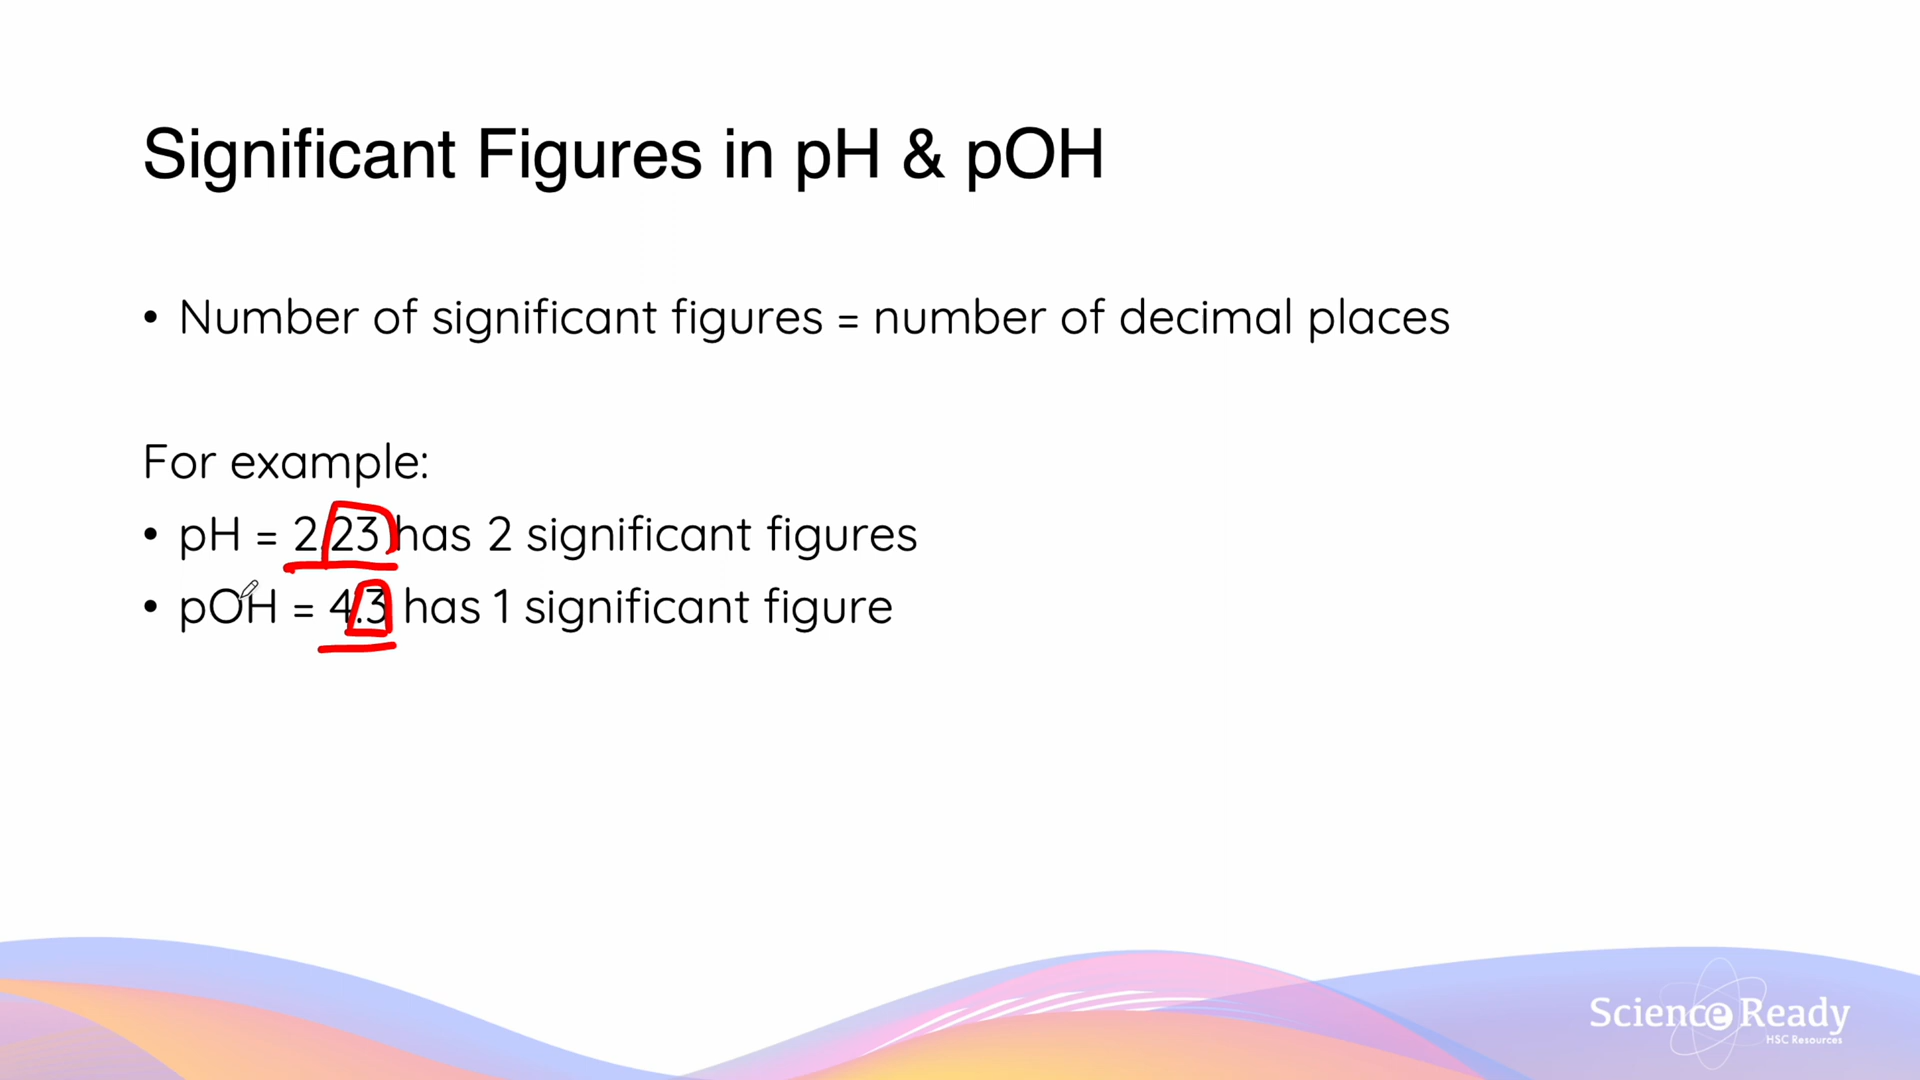 Significant Figures in pH & pOH
• Number of significant figures = number of decimal places
For example:
• pH = 2.23 has 2 significant figures
• pOH = 4.3 has 1 significant figure
Science Ready
HSC Resources